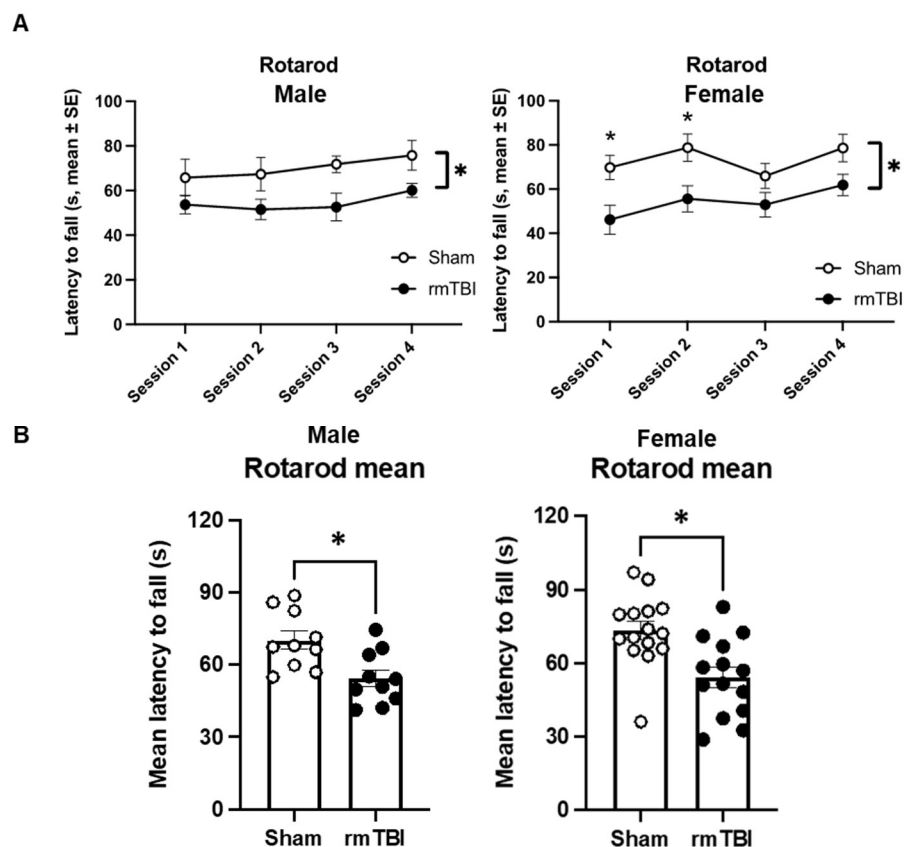 A
Rotarod
Male
Latency to fall (s, mean ± SE)
100
80
60
40
20
0
*
Sham
rmTBI
Session 1
Session 2
Session 3
Session 4
Rotarod
Female
Latency to fall (s, mean ± SE)
100
80
60
40
20
0
*
*
*
Sham
rmTBI
Session 1
Session 2
Session 3
Session 4
B
Male
Rotarod mean
Mean latency to fall (s)
120
90
60
30
0
*
Sham
rmTBI
Female
Rotarod mean
Mean latency to fall (s)
120
90
60
30
0
*
Sham
rmTBI